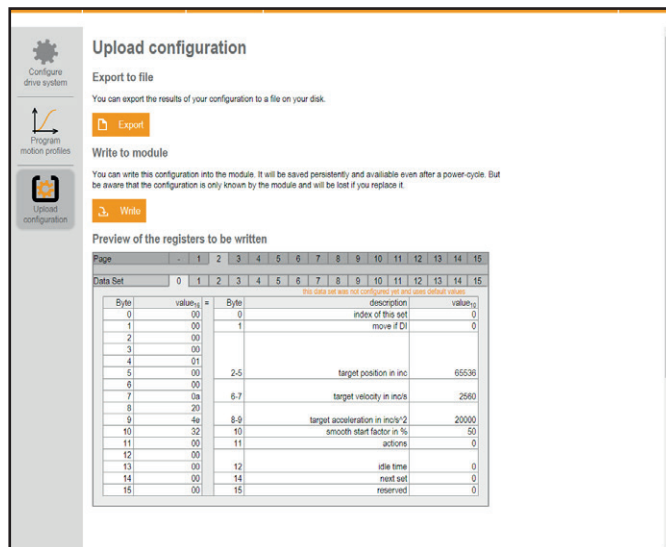 Upload configuration
Configure
drive system
Export to file
You can export the results of your configuration to a file on your disk.
Export
Program
motion profiles
Write to module
You can write this configuration into the module. It will be saved persistently and available even after a power-cycle. But
be aware that the configuration is only known by the module and will be lost if you replace it.
Upload
configuration
Write
Preview of the registers to be written
Page - 1 2 3 4 5 6 7 8 9 10 11 12 13 14 15
Data Set 0 1 2 3 4 5 6 7 8 9 10 11 12 13 14 15
this data set was not configured yet and uses default values
Byte value16 = Byte description value10
0 00 0 index of this set 0
1 00 1 move if DI 0
2 00
3 00
4 01
5 00 2-5 target position in inc 65536
6 00
7 0a 6-7 target velocity in inc/s 2560
8 20
9 4e 8-9 target acceleration in inc/s^2 20000
10 32 10 smooth start factor in % 50
11 00 11 actions 0
12 00
13 00 12 idle time 0
14 00 14 next set 0
15 00 15 reserved 0